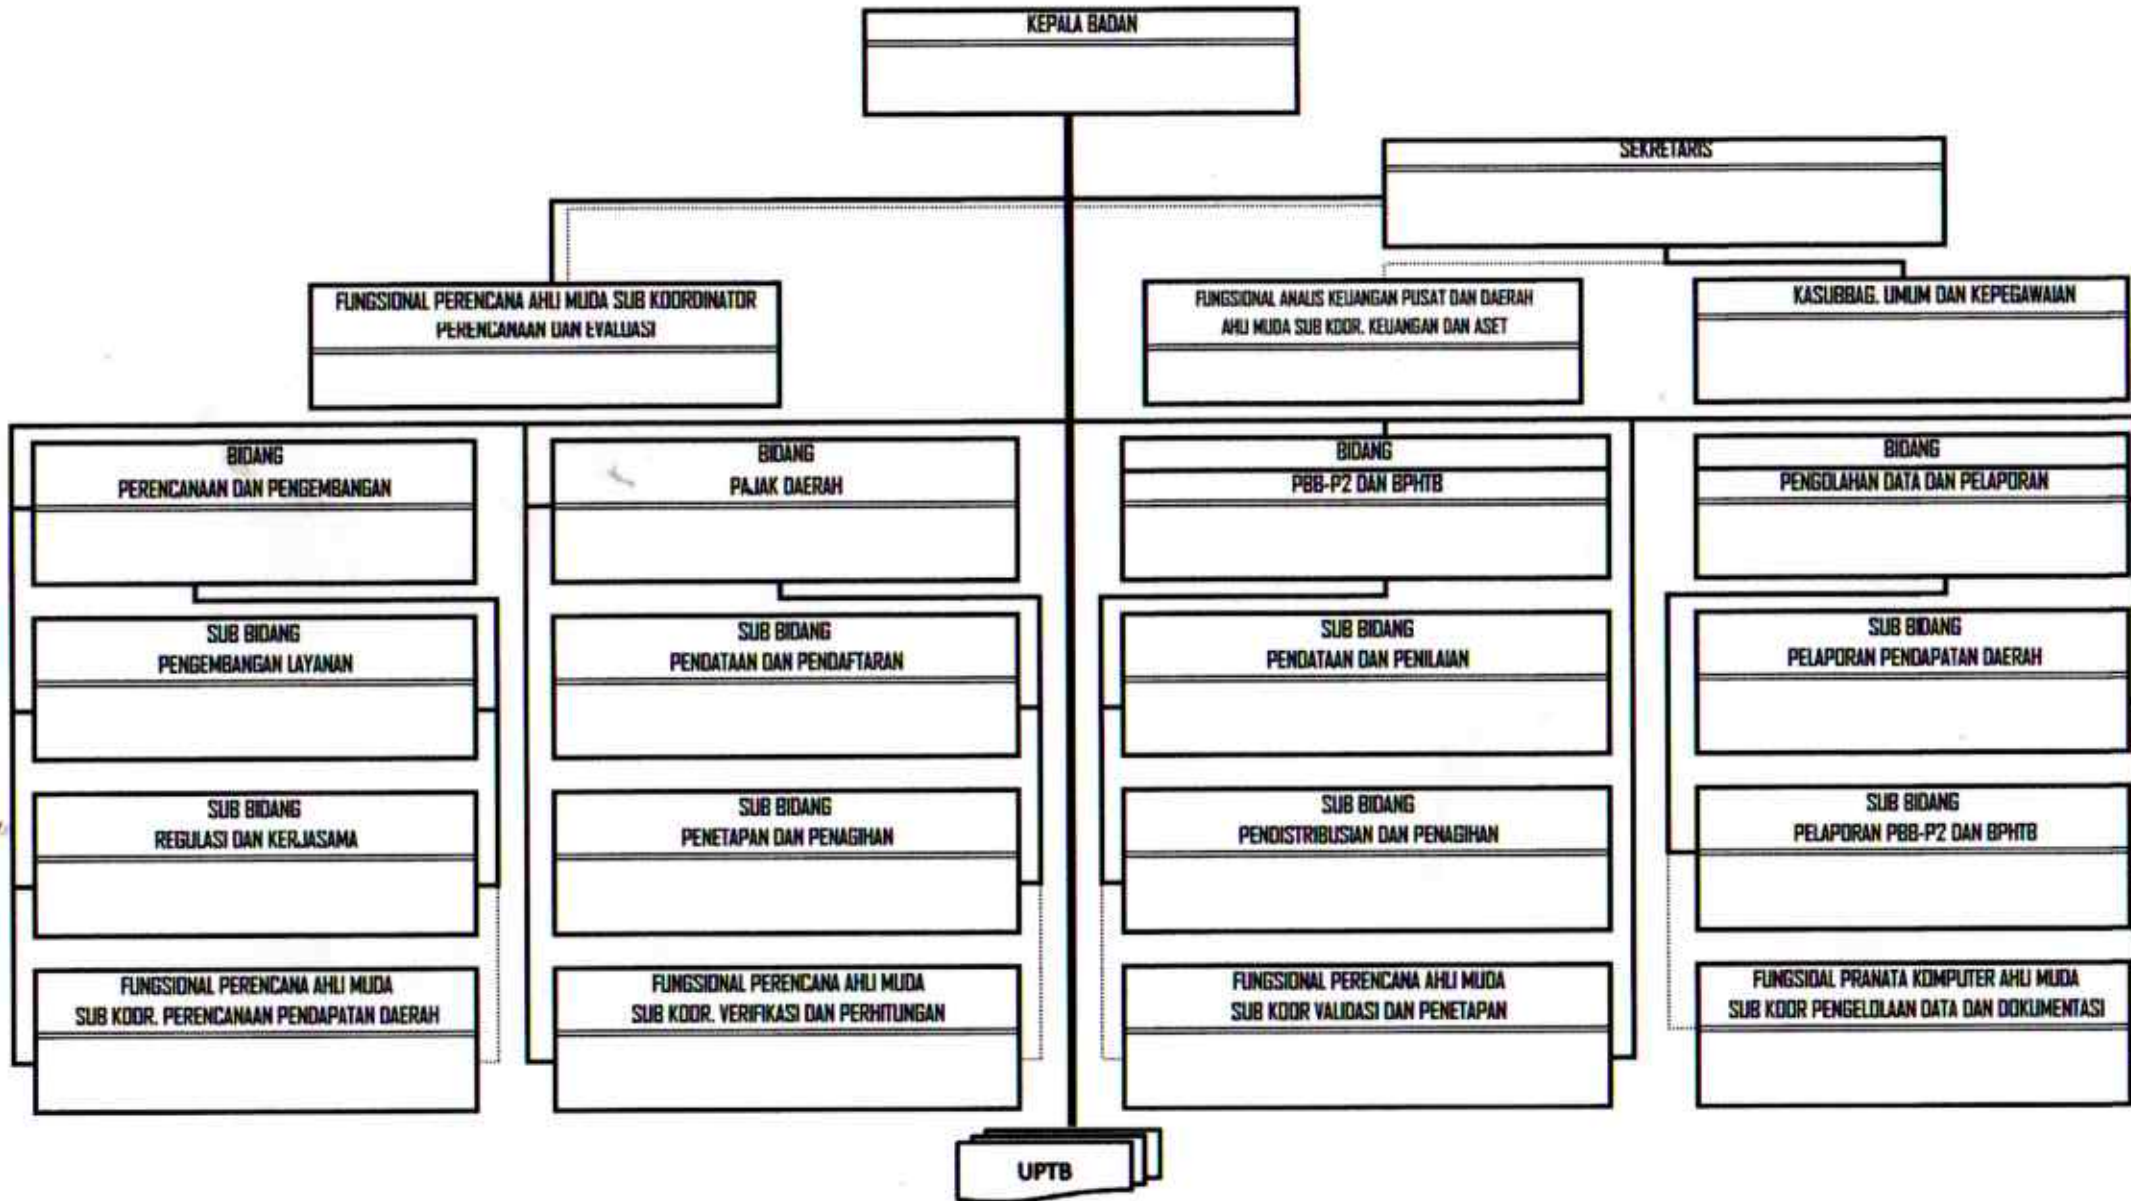 KEPALA BADAN
SEKRETARIS
FUNGSIONAL PERENCANA AHLI MUDA SUB KOORDINATOR
PERENCANAAN DAN EVALUASI
FUNGSIONAL ANALIS KEUANGAN PUSAT DAN DAERAH
AHLI MUDA SUB KOOR. KEUANGAN DAN ASET
KASUBBAG. UMUM DAN KEPEGAWAIAN
BIDANG
PERENCANAAN DAN PENGEMBANGAN
BIDANG
PAJAK DAERAH
BIDANG
PBB-P2 DAN BPHTB
BIDANG
PENGOLAHAN DATA DAN PELAPORAN
SUB BIDANG
PENGEMBANGAN LAYANAN
SUB BIDANG
PENDATAAN DAN PENDAFTARAN
SUB BIDANG
PENDATAAN DAN PENILAIAN
SUB BIDANG
PELAPORAN PENDAPATAN DAERAH
SUB BIDANG
REGULASI DAN KERJASAMA
SUB BIDANG
PENETAPAN DAN PENAGIHAN
SUB BIDANG
PENDISTRIBUSIAN DAN PENAGIHAN
SUB BIDANG
PELAPORAN PBB-P2 DAN BPHTB
FUNGSIONAL PERENCANA AHLI MUDA
SUB KOOR. PERENCANAAN PENDAPATAN DAERAH
FUNGSIONAL PERENCANA AHLI MUDA
SUB KOOR. VERIFIKASI DAN PERHITUNGAN
FUNGSIONAL PERENCANA AHLI MUDA
SUB KOOR VALIDASI DAN PENETAPAN
FUNGSIDAL PRANATA KOMPUTER AHLI MUDA
SUB KOOR PENGELOLAAN DATA DAN DOKUMENTASI
UPTB